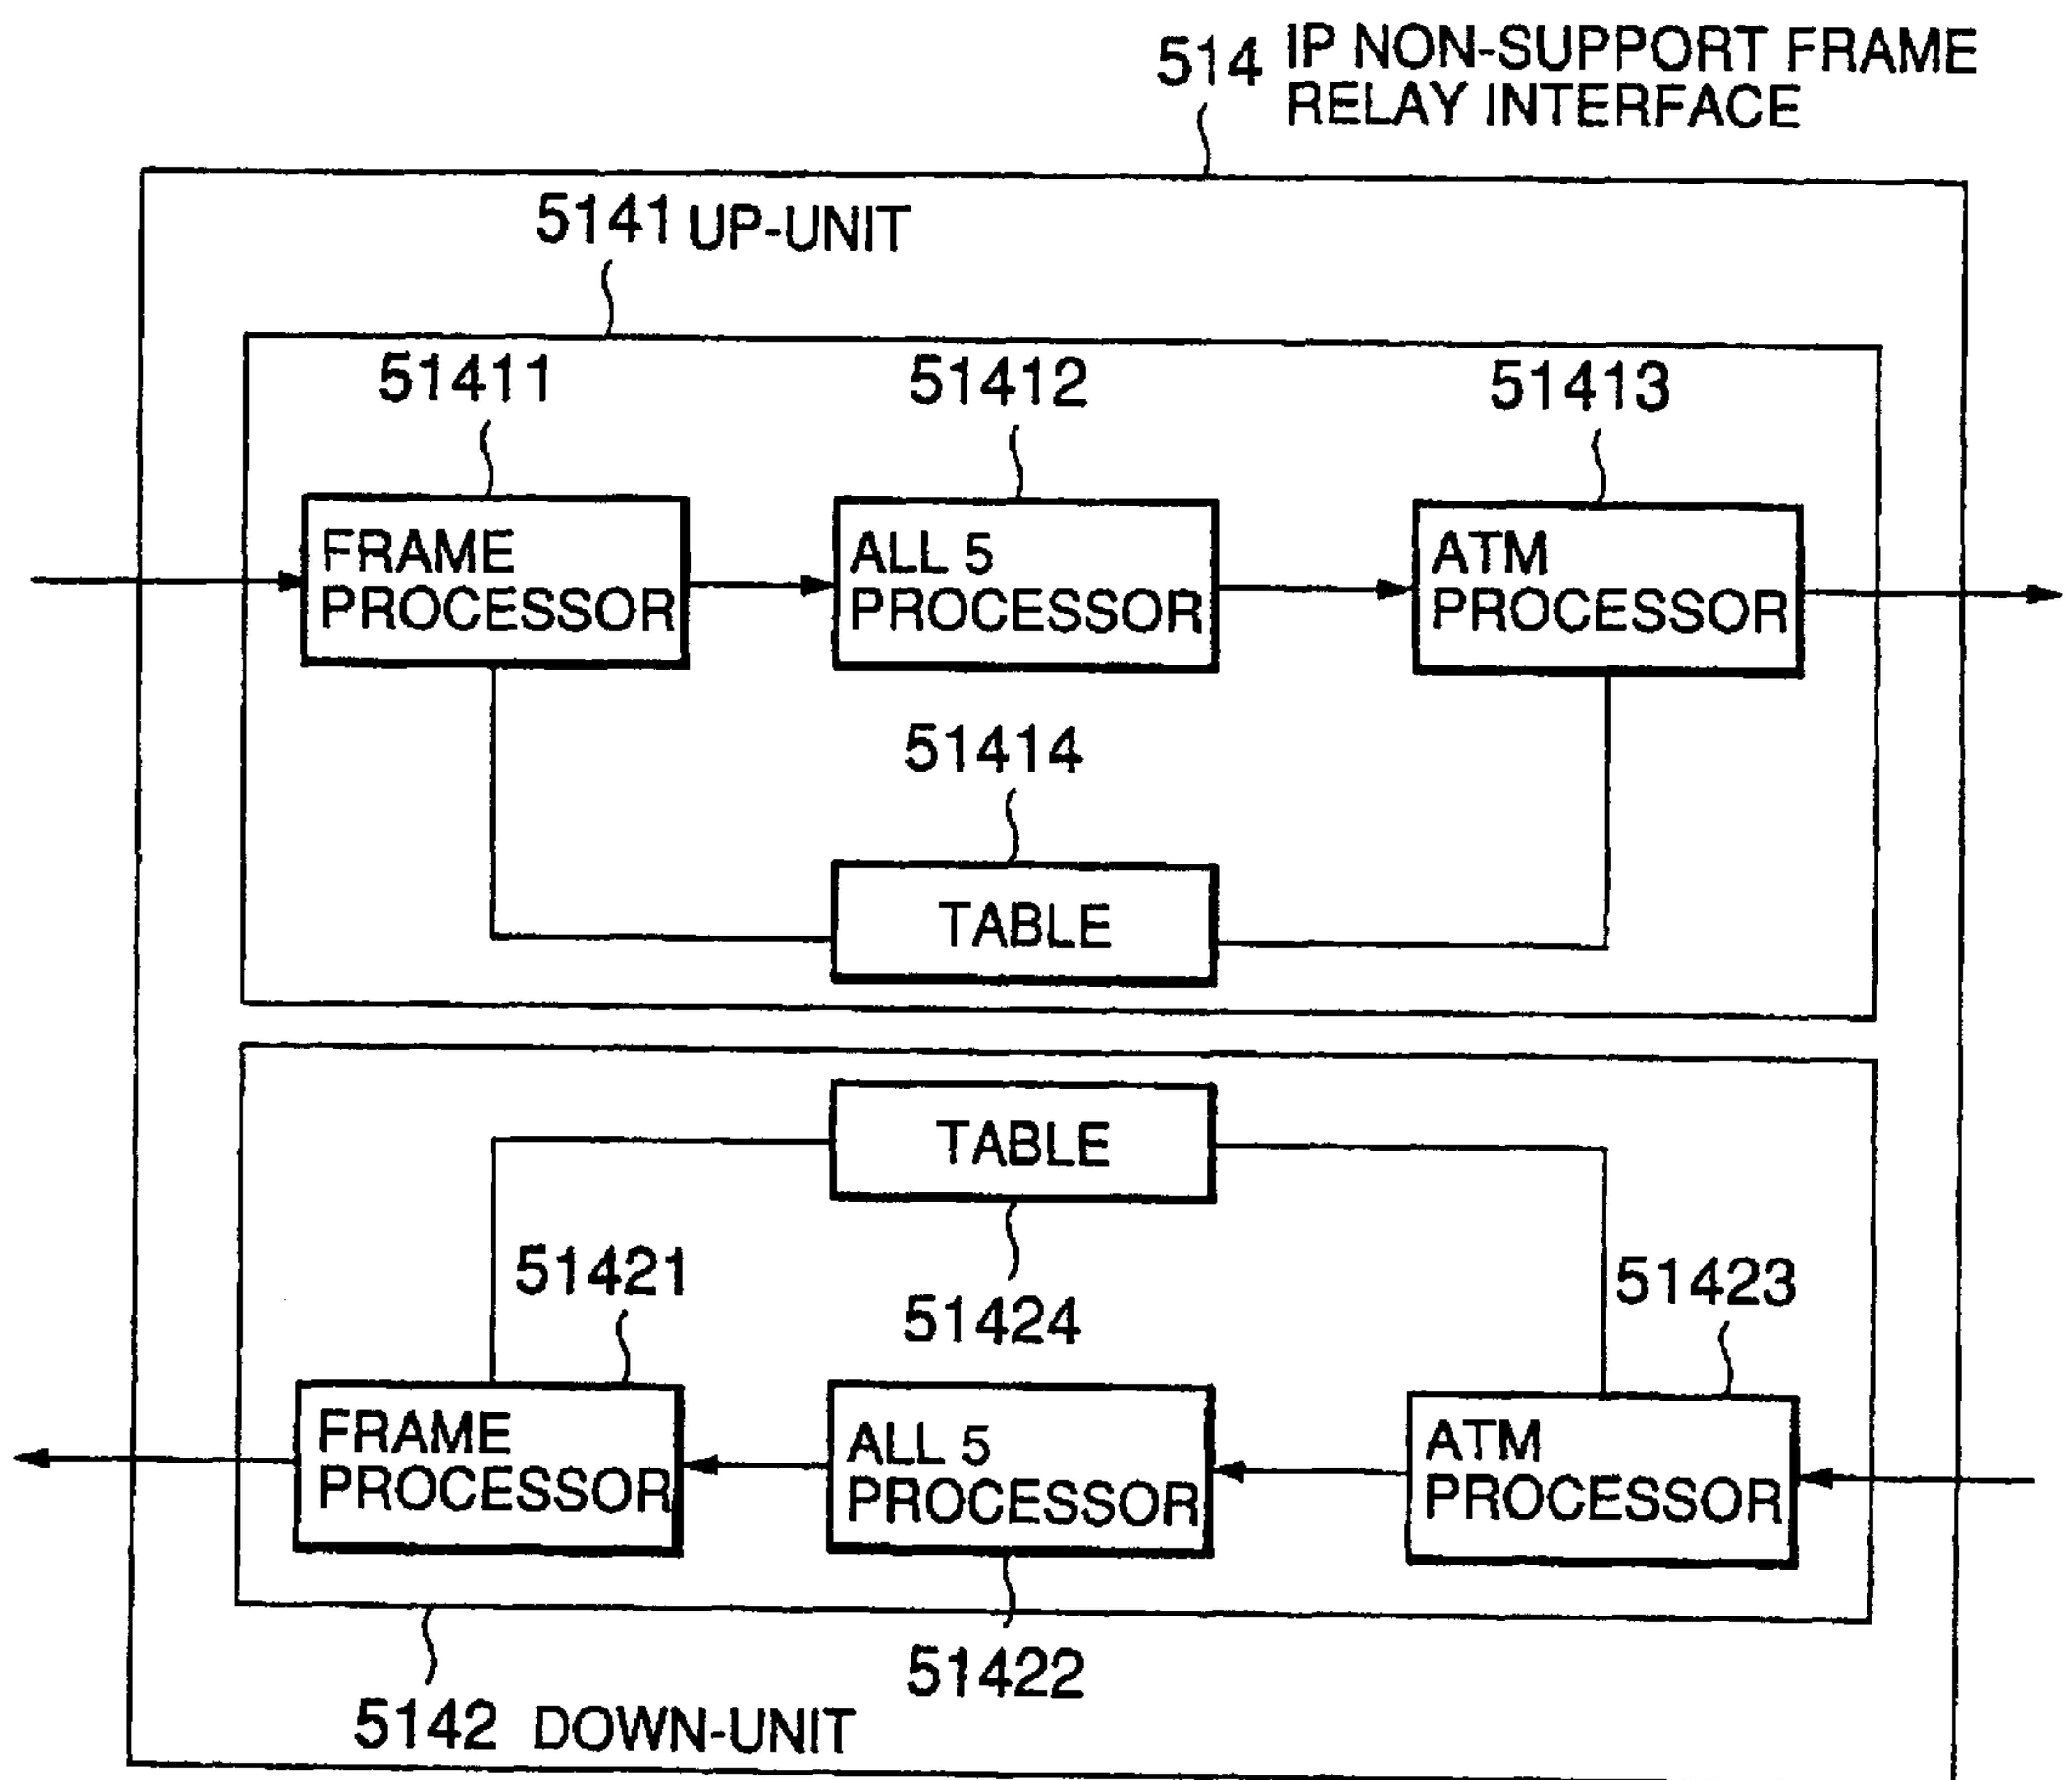 514 IP NON-SUPPORT FRAME
RELAY INTERFACE
5141 UP-UNIT
51411
51412
51413
FRAME
PROCESSOR
ALL 5
PROCESSOR
ATM
PROCESSOR
51414
TABLE
TABLE
51421
51424
51423
FRAME
PROCESSOR
ALL 5
PROCESSOR
ATM
PROCESSOR
51422
5142 DOWN-UNIT